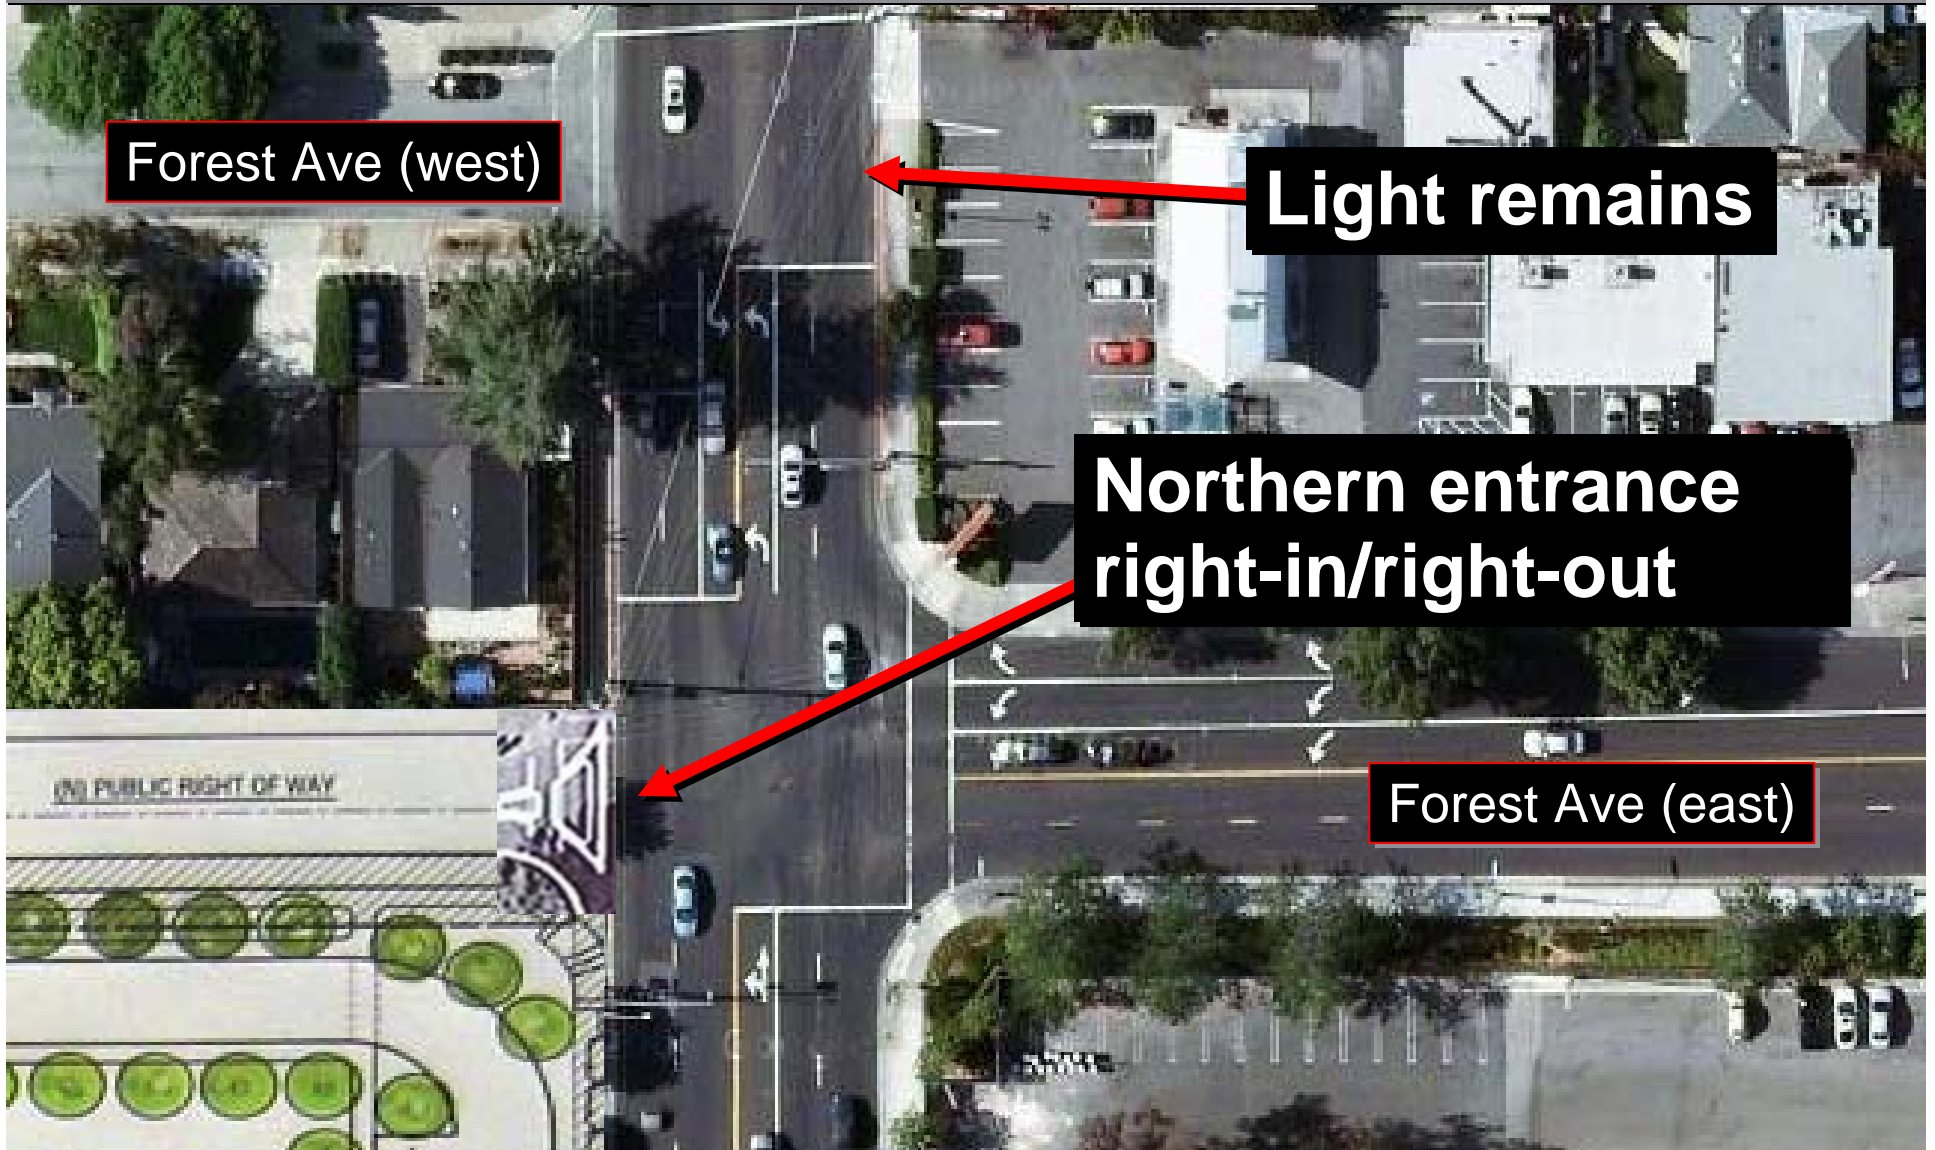 Forest Ave (west)
Light remains
Northern entrance
right-in/right-out
(N) PUBLIC RIGHT OF WAY
Forest Ave (east)